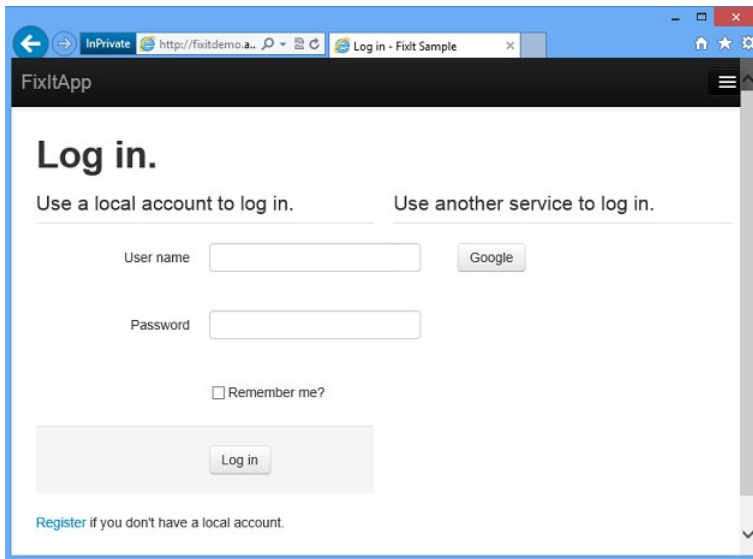 InPrivate http://fixitdemo.a.. Log in - FixIt Sample
FixItApp
Log in.
Use a local account to log in. Use another service to log in.
User name Google
Password
Remember me?
Log in
Register if you don't have a local account.